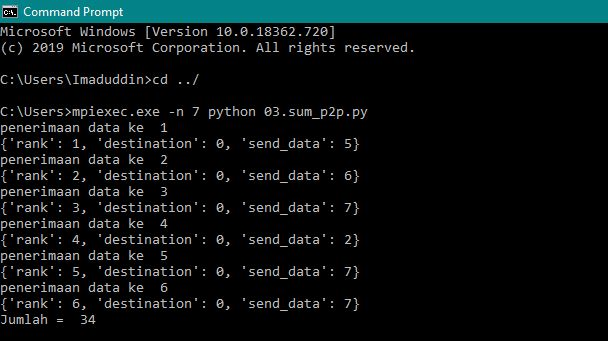 Command Prompt
Microsoft Windows [Version 10.0.18362.720]
(c) 2019 Microsoft Corporation. All rights reserved.
C:\Users\Imaduddin>cd ../
C:\Users>mpiexec.exe -n 7 python 03.sum_p2p.py
penerimaan data ke  1
{'rank': 1, 'destination': 0, 'send_data': 5}
penerimaan data ke  2
{'rank': 2, 'destination': 0, 'send_data': 6}
penerimaan data ke  3
{'rank': 3, 'destination': 0, 'send_data': 7}
penerimaan data ke  4
{'rank': 4, 'destination': 0, 'send_data': 2}
penerimaan data ke  5
{'rank': 5, 'destination': 0, 'send_data': 7}
penerimaan data ke  6
{'rank': 6, 'destination': 0, 'send_data': 7}
Jumlah =  34